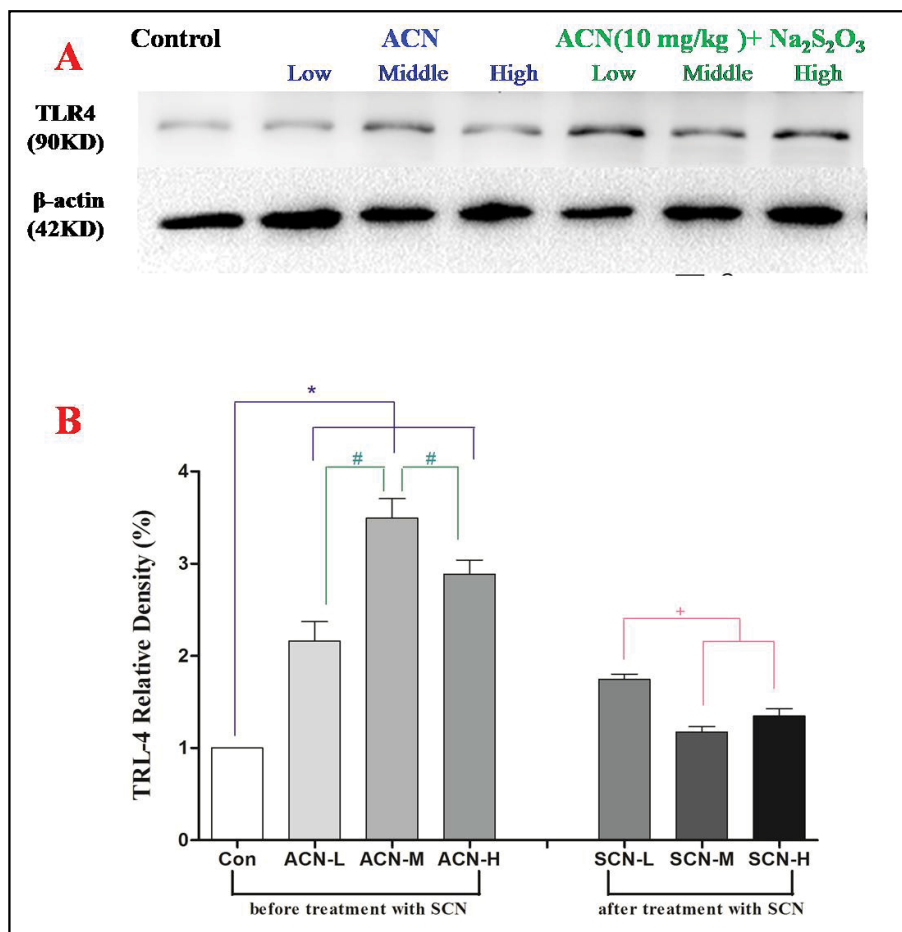 Control ACN ACN(10 mg/kg )+ Na₂S₂O₃
A
Low Middle High Low Middle High
TLR4
(90KD)
β-actin
(42KD)
B
*
# #
+
TRL-4 Relative Density (%)
4
3
2
1
0
Con ACN-L ACN-M ACN-H SCN-L SCN-M SCN-H
before treatment with SCN after treatment with SCN